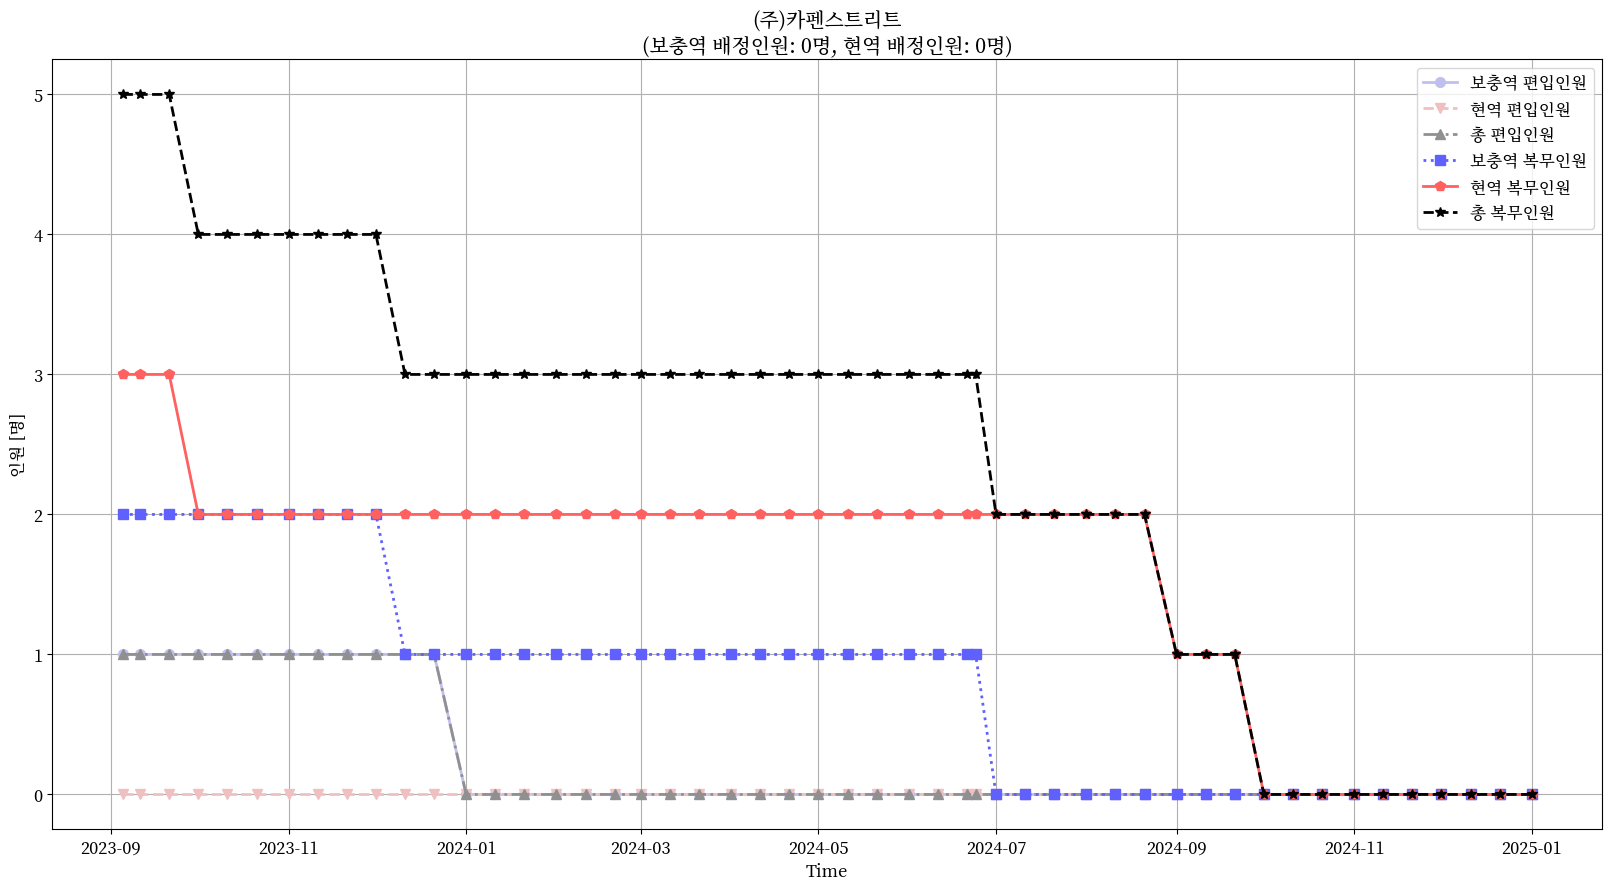 (주)카펜스트리트
(보충역 배정인원: 0명, 현역 배정인원: 0명)
보충역 편입인원
현역 편입인원
총 편입인원
보충역 복무인원
현역 복무인원
총 복무인원
인원 [명]
5
4
3
2
1
0
2023-09
2023-11
2024-01
2024-03
2024-05
2024-07
2024-09
2024-11
2025-01
Time